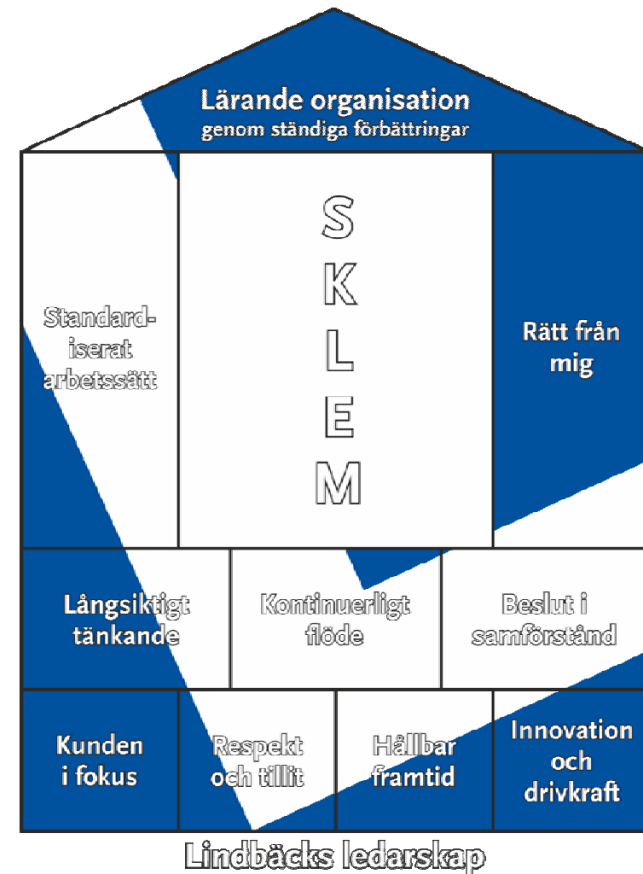 Lärande organisation
genom ständiga förbättringar
S
K
L
E
M
Standard-
iserat
arbetssätt
Rätt från
mig
Långsiktigt
tänkande
Kontinuerligt
flöde
Beslut i
samförstånd
Kunden
i fokus
Respekt
och tillit
Hållbar
framtid
Innovation
och
drivkraft
Lindbäcks ledarskap